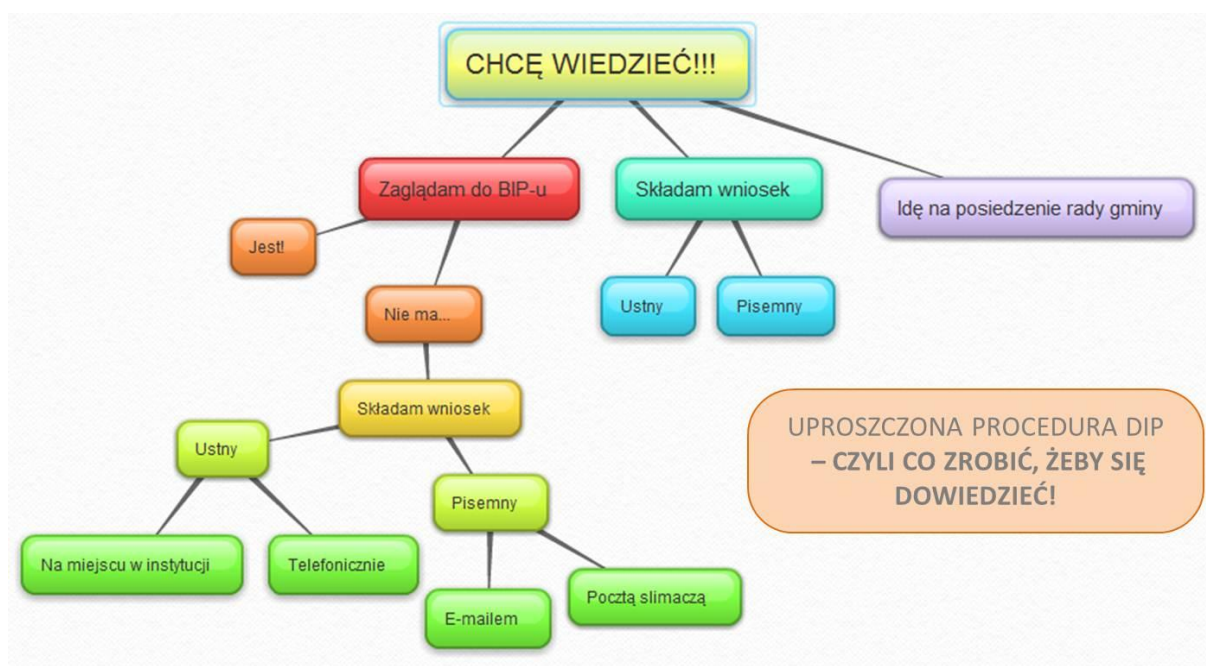 CHCĘ WIEDZIEĆ!!!
Zaglądam do BIP-u
Składam wniosek
Idę na posiedzenie rady gminy
Jest!
Nie ma...
Ustny
Pisemny
Składam wniosek
Ustny
Pisemny
Na miejscu w instytucji
Telefonicznie
E-mailem
Pocztą slimaczą
UPROSZCZONA PROCEDURA DIP
– CZYLI CO ZROBIĆ, ŻEBY SIĘ
DOWIEDZIEĆ!